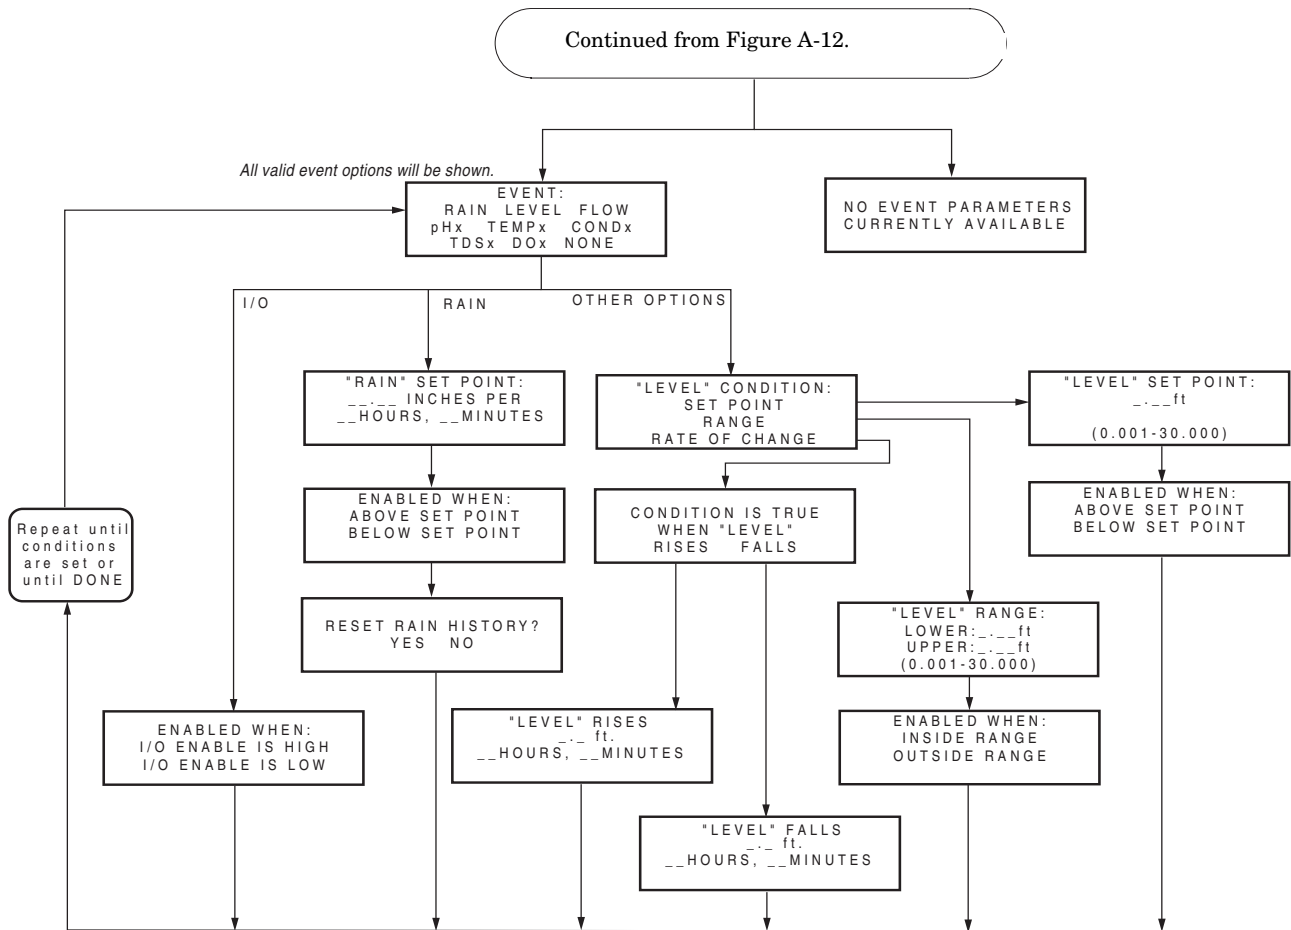 Continued from Figure A-12.
All valid event options will be shown.
EVENT:
RAIN LEVEL FLOW
pHx TEMPx CONDx
TDSx DOx NONE
NO EVENT PARAMETERS
CURRENTLY AVAILABLE
I/O
RAIN
OTHER OPTIONS
"RAIN" SET POINT:
__.__ INCHES PER
__HOURS, __MINUTES
"LEVEL" CONDITION:
SET POINT
RANGE
RATE OF CHANGE
"LEVEL" SET POINT:
_.__ft
(0.001-30.000)
ENABLED WHEN:
ABOVE SET POINT
BELOW SET POINT
CONDITION IS TRUE
WHEN "LEVEL"
RISES FALLS
ENABLED WHEN:
ABOVE SET POINT
BELOW SET POINT
Repeat until
conditions
are set or
until DONE
RESET RAIN HISTORY?
YES NO
"LEVEL" RANGE:
LOWER:_.__ft
UPPER:_.__ft
(0.001-30.000)
ENABLED WHEN:
I/O ENABLE IS HIGH
I/O ENABLE IS LOW
"LEVEL" RISES
_._ ft.
__HOURS, __MINUTES
ENABLED WHEN:
INSIDE RANGE
OUTSIDE RANGE
"LEVEL" FALLS
_._ ft.
__HOURS, __MINUTES